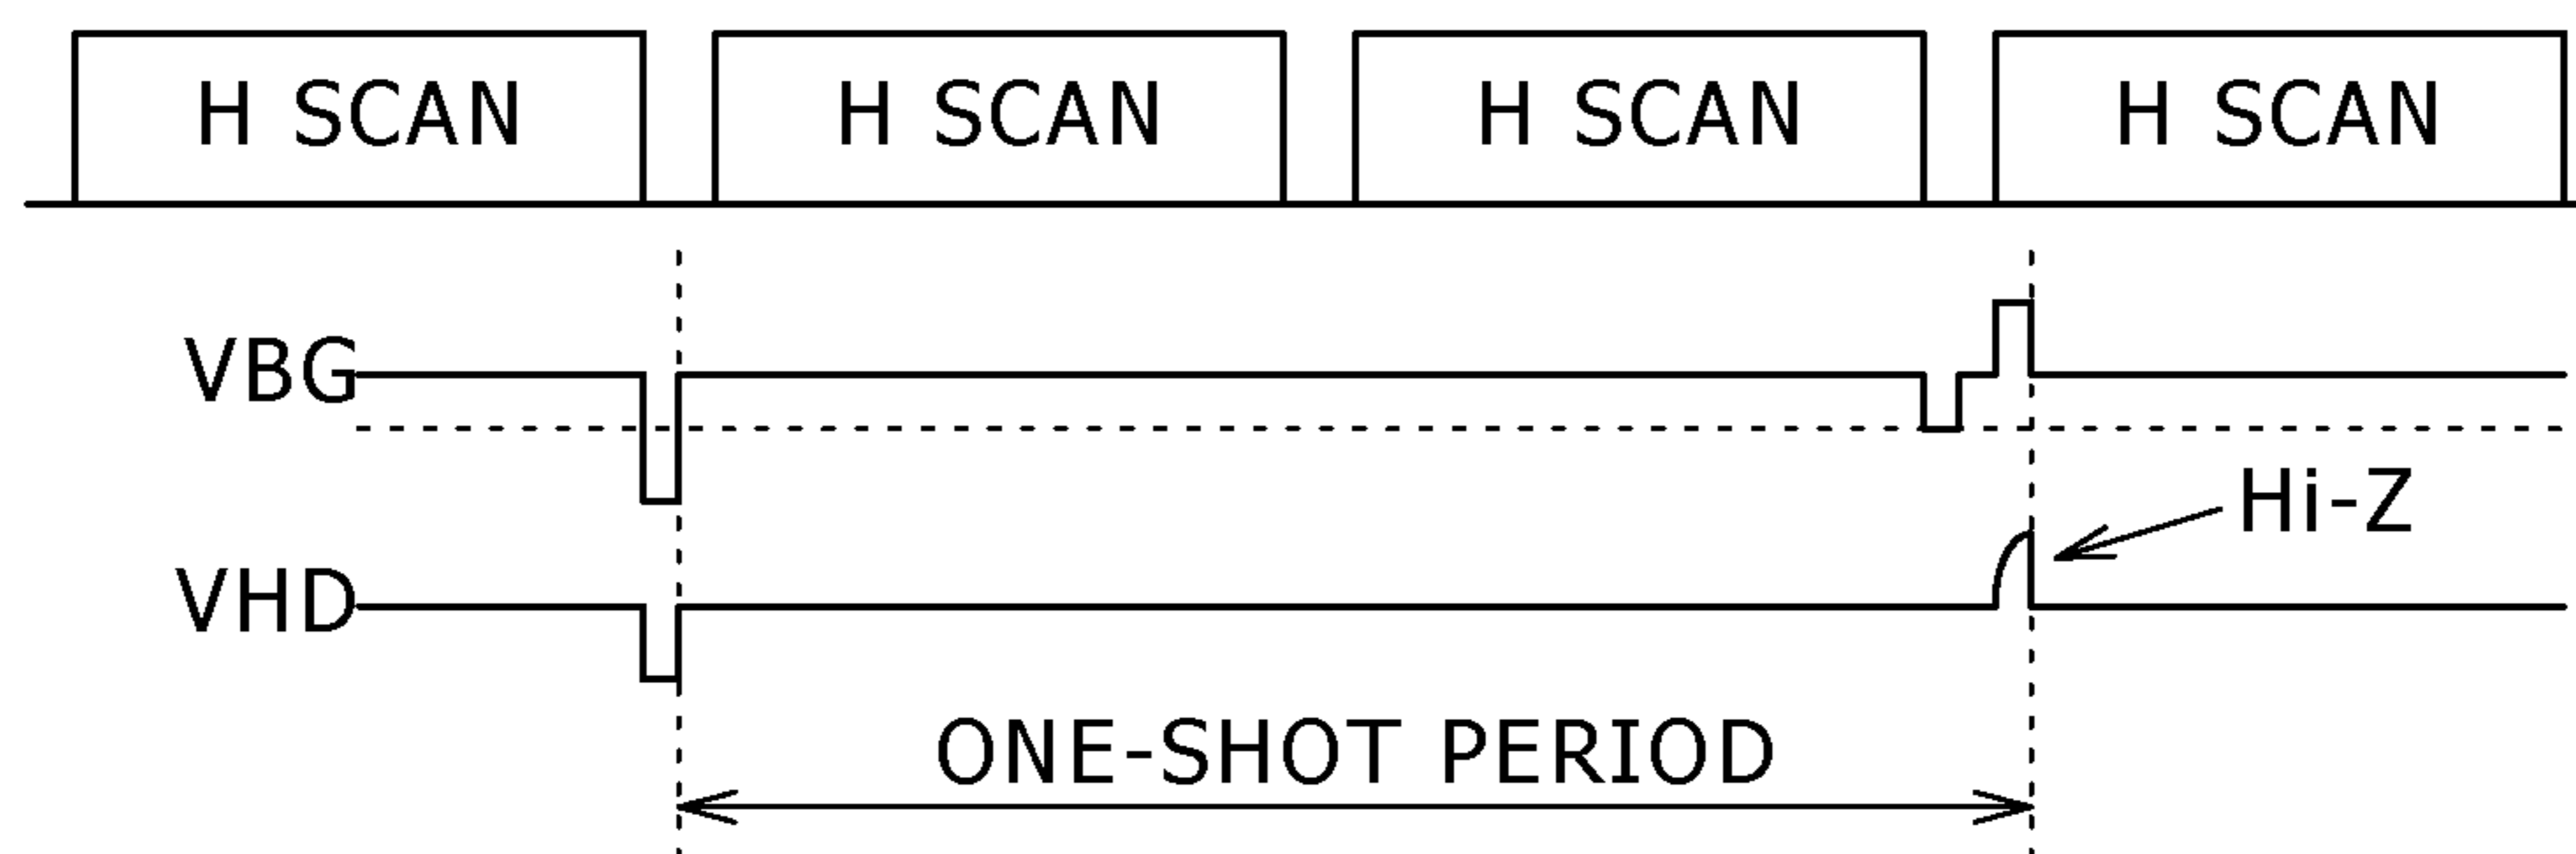 H SCAN H SCAN H SCAN H SCAN
VBG
Hi-Z
VHD
ONE-SHOT PERIOD